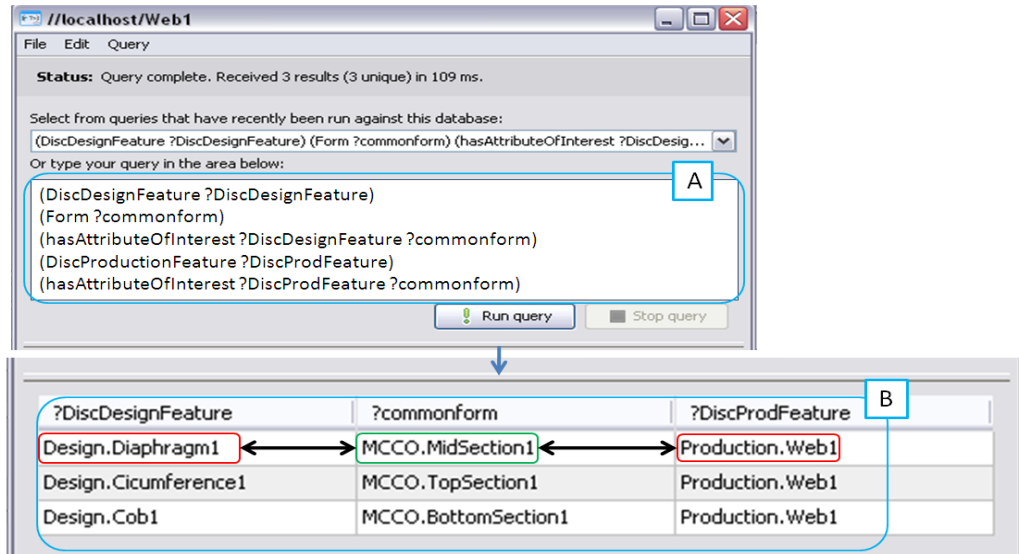 //localhost/Web1
File Edit Query
Status: Query complete. Received 3 results (3 unique) in 109 ms.
Select from queries that have recently been run against this database:
(DiscDesignFeature ?DiscDesignFeature) (Form ?commonform) (hasAttributeOfInterest ?DiscDesig...
Or type your query in the area below:
A
(DiscDesignFeature ?DiscDesignFeature)
(Form ?commonform)
(hasAttributeOfInterest ?DiscDesignFeature ?commonform)
(DiscProductionFeature ?DiscProdFeature)
(hasAttributeOfInterest ?DiscProdFeature ?commonform)
Run query Stop query
B
?DiscDesignFeature ?commonform ?DiscProdFeature
Design.Diaphragm1 MCCO.MidSection1 Production.Web1
Design.Cicumference1 MCCO.TopSection1 Production.Web1
Design.Cob1 MCCO.BottomSection1 Production.Web1